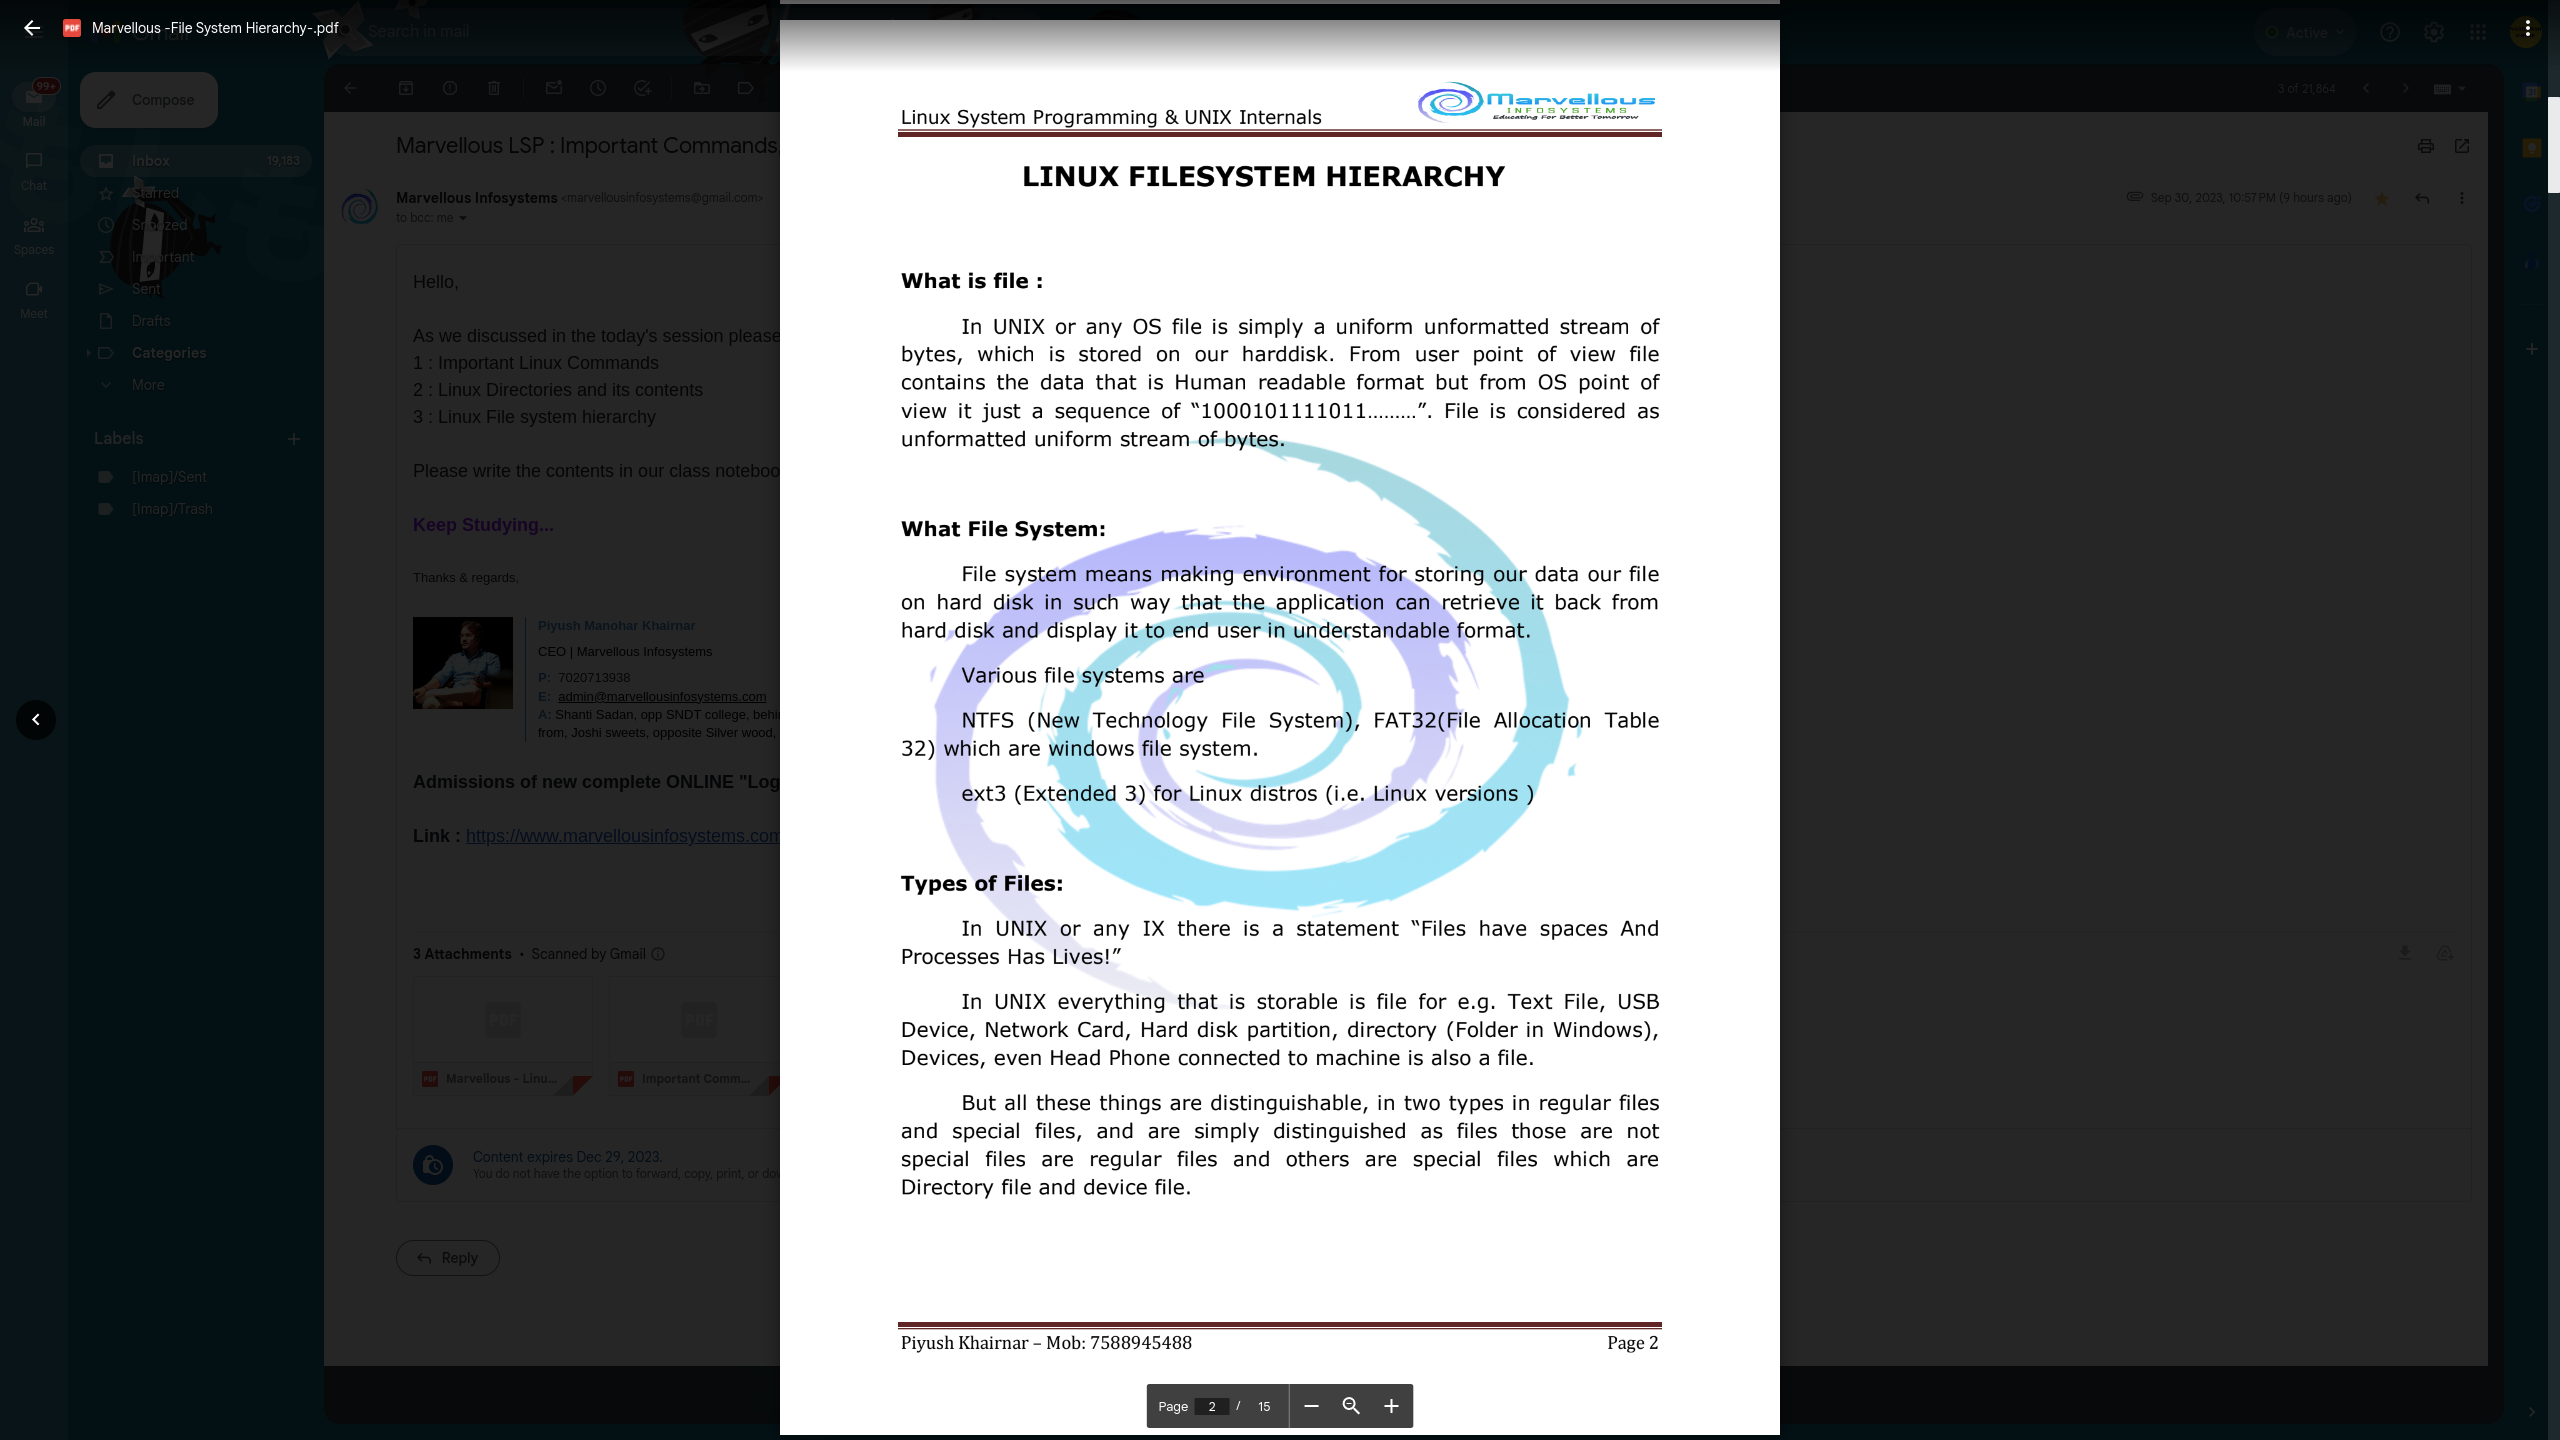 Marvellous -File System Hierarchy-.pdf
Search in mail
Active
99+
Mail
Chat
Spaces
Meet
Compose
Inbox 19,183
Starred
Snoozed
Important
Sent
Drafts
Categories
More
Labels
[Imap]/Sent
[Imap]/Trash
3 of 21,864
Marvellous LSP : Important Commands
Marvellous Infosystems <marvellousinfosystems@gmail.com>
to bcc: me
Sep 30, 2023, 10:57 PM (9 hours ago)
Hello,
As we discussed in the today's session please
1 : Important Linux Commands
2 : Linux Directories and its contents
3 : Linux File system hierarchy
Please write the contents in our class noteboo
Keep Studying...
Thanks & regards,
Piyush Manohar Khairnar
CEO | Marvellous Infosystems
P: 7020713938
E: admin@marvellousinfosystems.com
A: Shanti Sadan, opp SNDT college, behi
from, Joshi sweets, opposite Silver wood,
Admissions of new complete ONLINE "Log
Link : https://www.marvellousinfosystems.com
3 Attachments • Scanned by Gmail
PDF
PDF
PDF Marvellous - Linu...
PDF Important Comm...
Content expires Dec 29, 2023.
You do not have the option to forward, copy, print, or dow
Reply
Linux System Programming & UNIX Internals
Marvellous
INFOSYSTEMS
Educating For Better Tomorrow
LINUX FILESYSTEM HIERARCHY
What is file :
In UNIX or any OS file is simply a uniform unformatted stream of
bytes, which is stored on our harddisk. From user point of view file
contains the data that is Human readable format but from OS point of
view it just a sequence of “1000101111011………”. File is considered as
unformatted uniform stream of bytes.
What File System:
File system means making environment for storing our data our file
on hard disk in such way that the application can retrieve it back from
hard disk and display it to end user in understandable format.
Various file systems are
NTFS (New Technology File System), FAT32(File Allocation Table
32) which are windows file system.
ext3 (Extended 3) for Linux distros (i.e. Linux versions )
Types of Files:
In UNIX or any IX there is a statement “Files have spaces And
Processes Has Lives!”
In UNIX everything that is storable is file for e.g. Text File, USB
Device, Network Card, Hard disk partition, directory (Folder in Windows),
Devices, even Head Phone connected to machine is also a file.
But all these things are distinguishable, in two types in regular files
and special files, and are simply distinguished as files those are not
special files are regular files and others are special files which are
Directory file and device file.
Piyush Khairnar – Mob: 7588945488 Page 2
Page 2 / 15